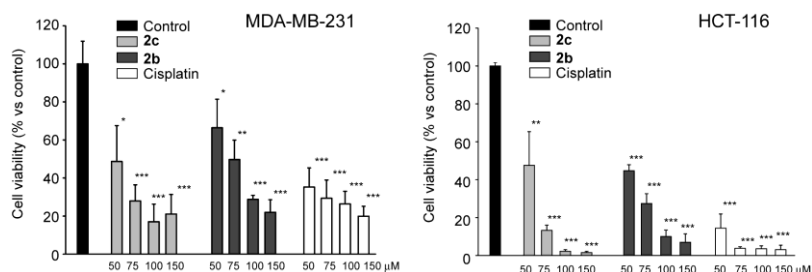 MDA-MB-231
Control
2c
2b
Cisplatin
Cell viability (% vs control)
120
100
80
60
40
20
0
* *** *** ***
* ** *** ***
*** *** *** ***
50 75 100 150 50 75 100 150 50 75 100 150 μM
HCT-116
Control
2c
2b
Cisplatin
Cell viability (% vs control)
120
100
80
60
40
20
0
** *** *** ***
*** *** *** ***
*** *** *** ***
50 75 100 150 50 75 100 150 50 75 100 150 μM